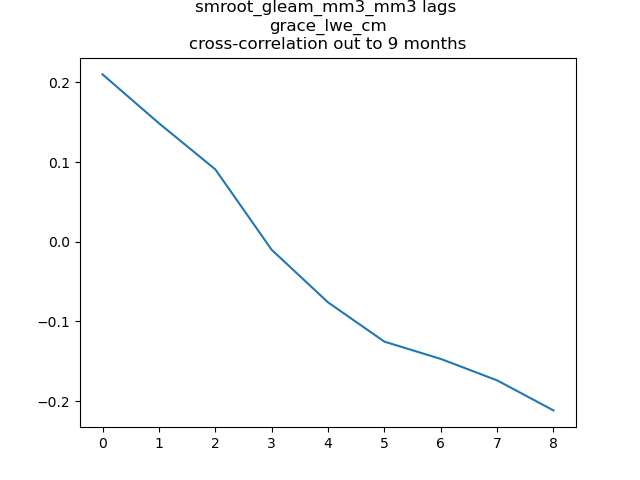 smroot_gleam_mm3_mm3 lags
grace_lwe_cm
cross-correlation out to 9 months
0.2
0.1
0.0
−0.1
−0.2
0 1 2 3 4 5 6 7 8